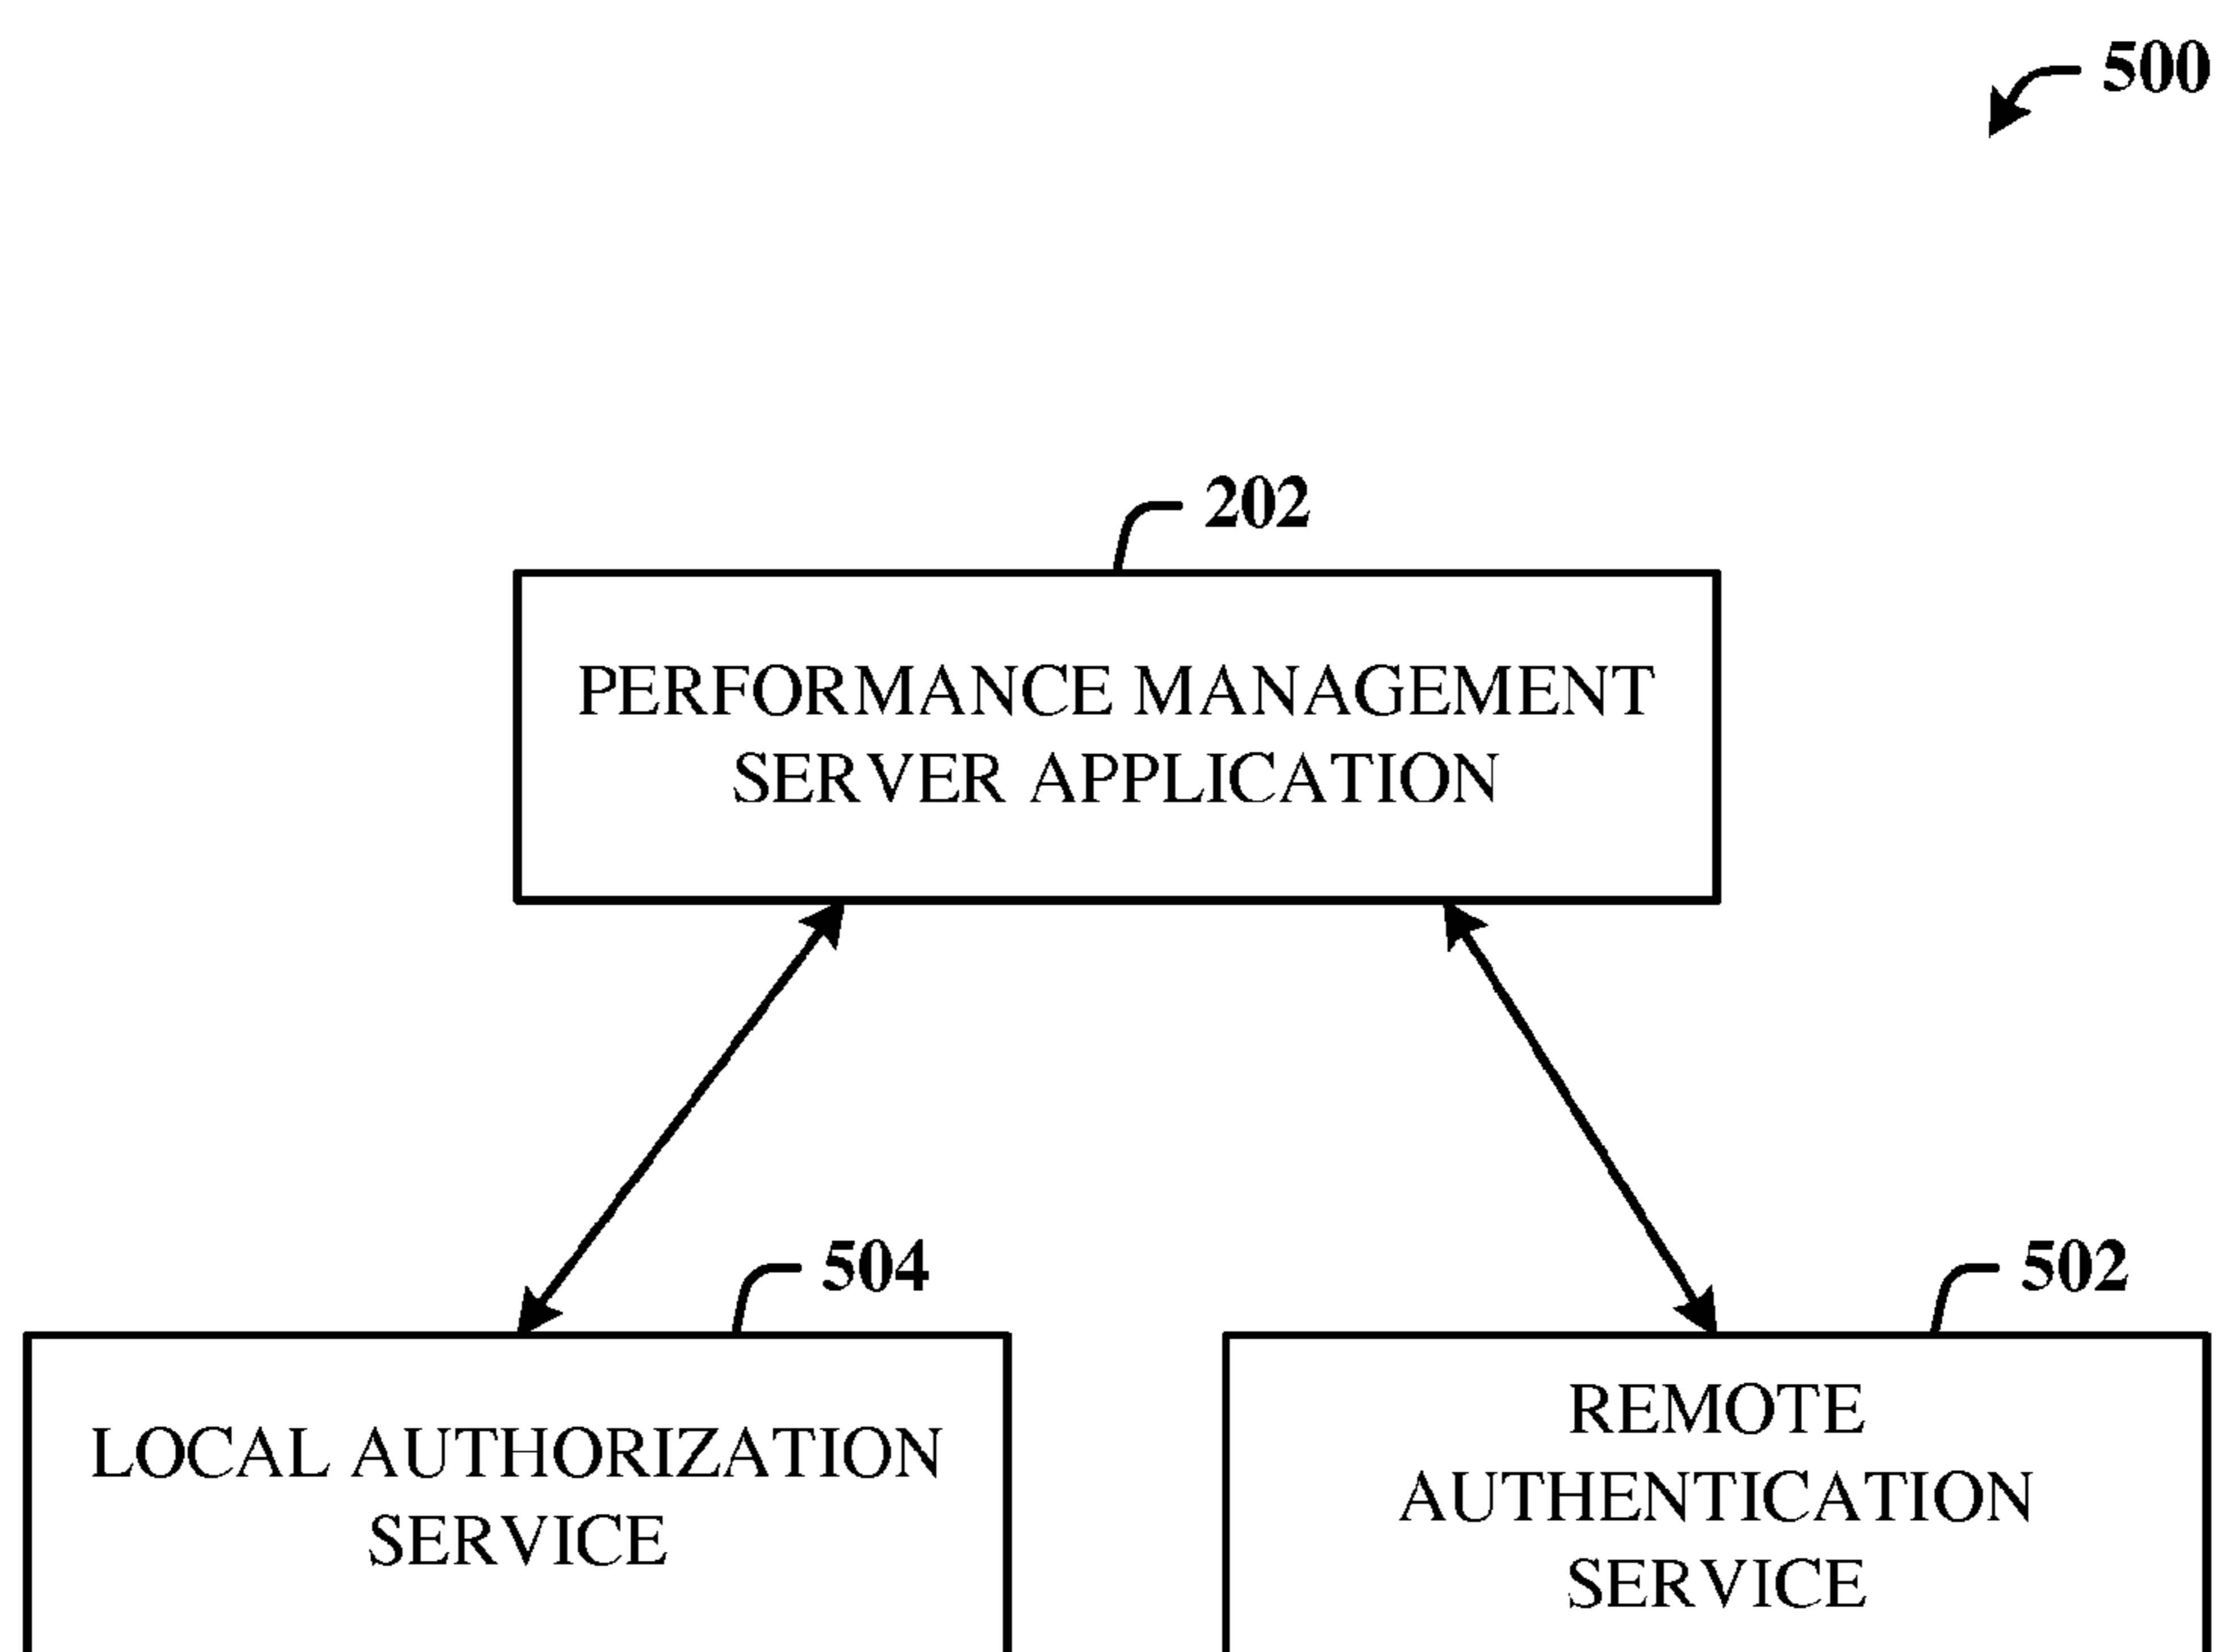 500
202
PERFORMANCE MANAGEMENT
SERVER APPLICATION
504
LOCAL AUTHORIZATION
SERVICE
502
REMOTE
AUTHENTICATION
SERVICE